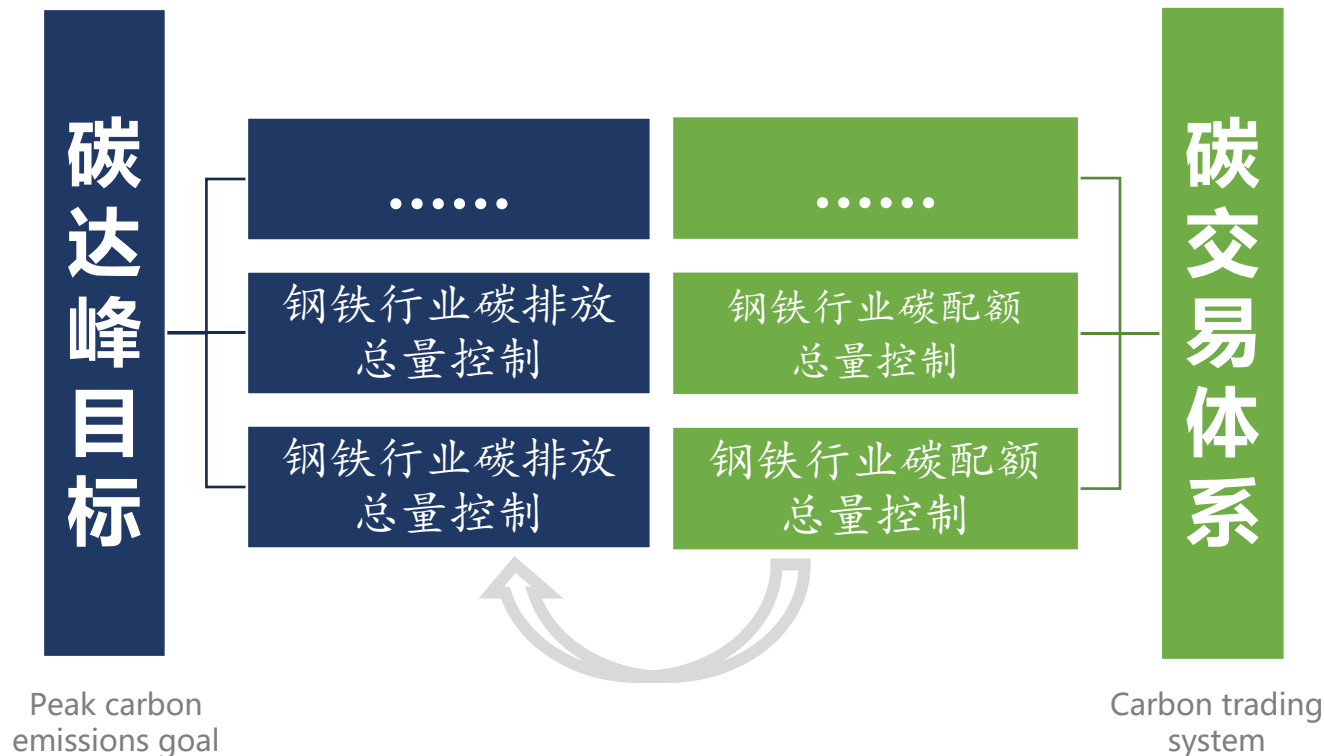 碳达峰目标
······
钢铁行业碳排放
总量控制
钢铁行业碳排放
总量控制
······
钢铁行业碳配额
总量控制
钢铁行业碳配额
总量控制
碳交易体系
Peak carbon
emissions goal
Carbon trading
system